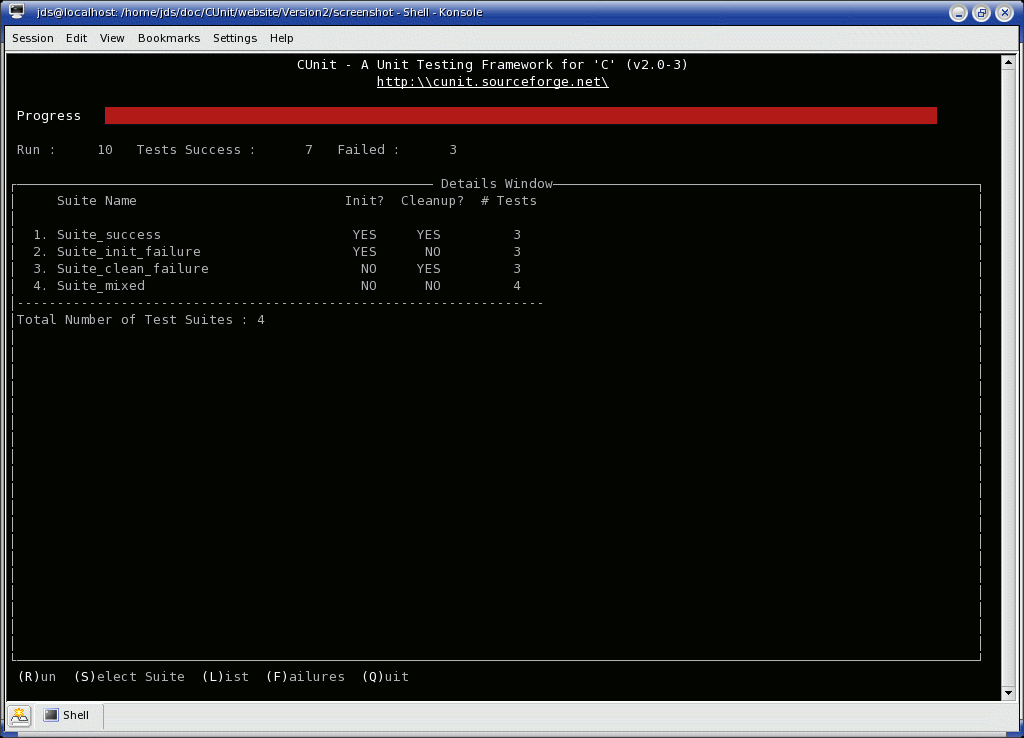 jds@localhost: /home/jds/doc/CUnit/website/Version2/screenshot - Shell - Konsole
Session Edit View Bookmarks Settings Help
CUnit - A Unit Testing Framework for 'C' (v2.0-3)
http:\\cunit.sourceforge.net\
Progress
Run : 10 Tests Success : 7 Failed : 3
Details Window
Suite Name Init? Cleanup? # Tests
1. Suite_success YES YES 3
2. Suite_init_failure YES NO 3
3. Suite_clean_failure NO YES 3
4. Suite_mixed NO NO 4
------------------------------------------------------------------
Total Number of Test Suites : 4
(R)un (S)elect Suite (L)ist (F)ailures (Q)uit
Shell